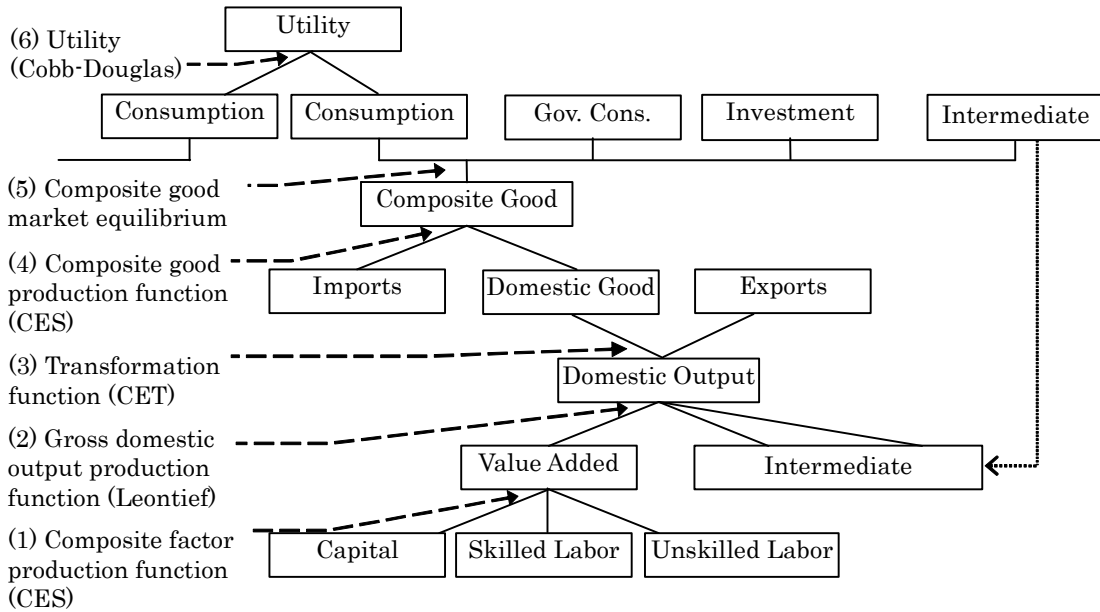 Utility
(6) Utility
(Cobb-Douglas)
Consumption
Consumption
Gov. Cons.
Investment
Intermediate
(5) Composite good
market equilibrium
Composite Good
(4) Composite good
production function
(CES)
Imports
Domestic Good
Exports
(3) Transformation
function (CET)
Domestic Output
(2) Gross domestic
output production
function (Leontief)
Value Added
Intermediate
(1) Composite factor
production function
(CES)
Capital
Skilled Labor
Unskilled Labor